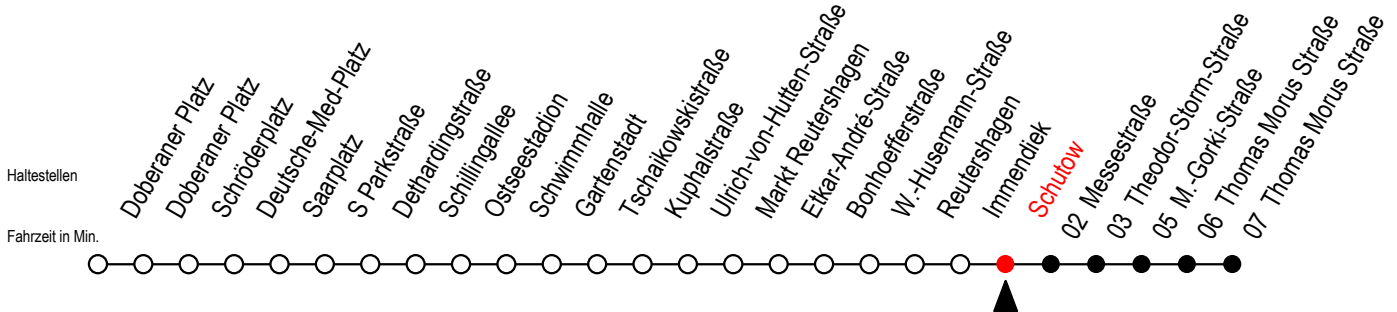 Haltestellen
Doberaner Platz
Doberaner Platz
Schröderplatz
Deutsche-Med-Platz
Saarplatz
S Parkstraße
Dethardingstraße
Schillingallee
Ostseestadion
Schwimmhalle
Gartenstadt
Tschaikowskistraße
Kuphalstraße
Ulrich-von-Hutten-Straße
Markt Reutershagen
Etkar-André-Straße
Bonhoefferstraße
W.-Husemann-Straße
Reutershagen
Immendiek
Schutow
02 Messestraße
03 Theodor-Storm-Straße
05 M.-Gorki-Straße
06 Thomas Morus Straße
07 Thomas Morus Straße
Fahrzeit in Min.